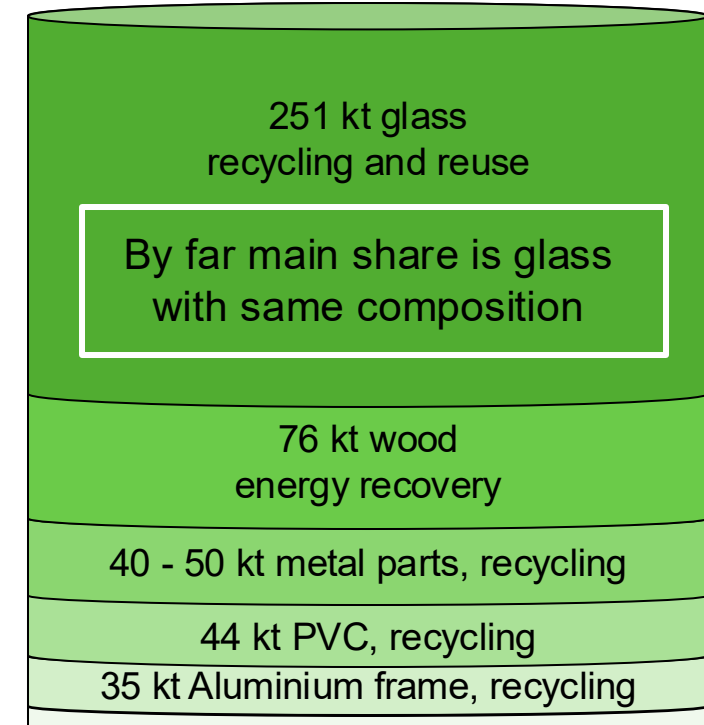 251 kt glass
recycling and reuse
By far main share is glass
with same composition
76 kt wood
energy recovery
40 - 50 kt metal parts, recycling
44 kt PVC, recycling
35 kt Aluminium frame, recycling